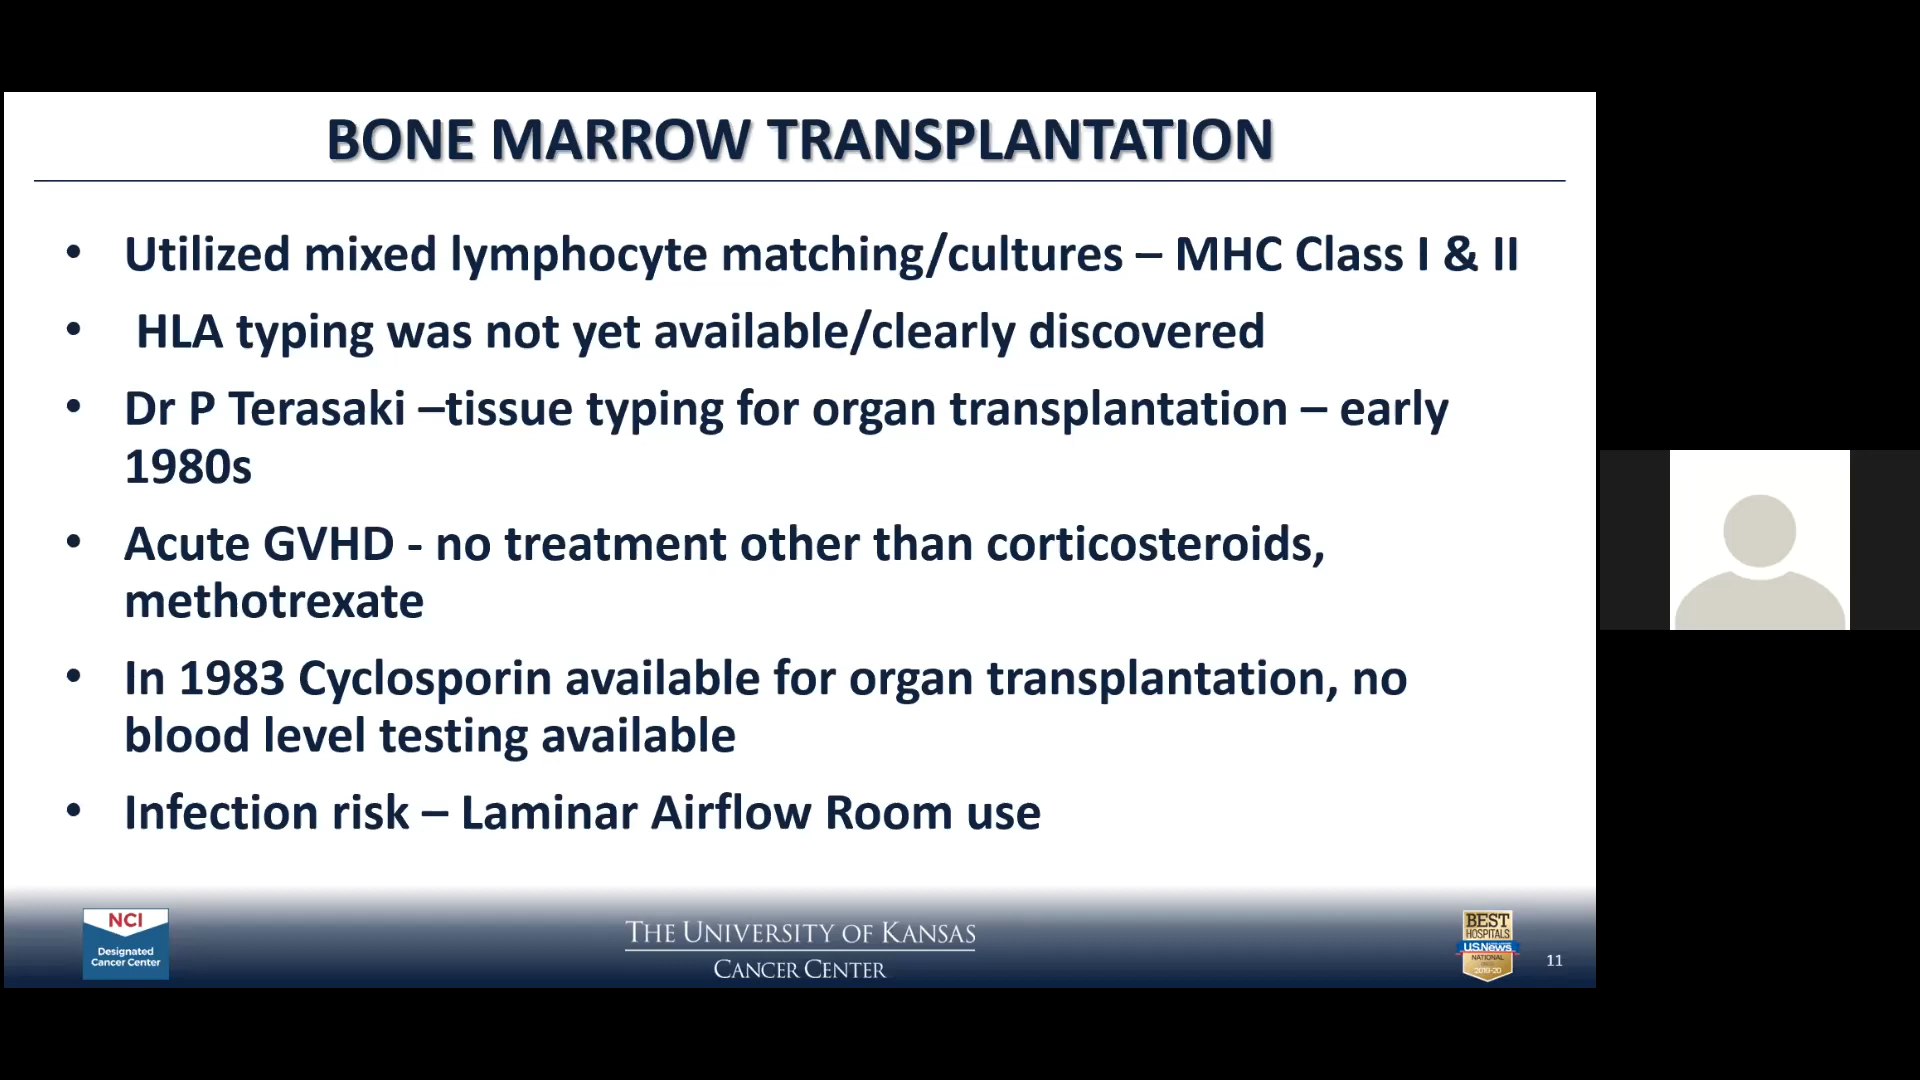 BONE MARROW TRANSPLANTATION
• Utilized mixed lymphocyte matching/cultures – MHC Class I & II
• HLA typing was not yet available/clearly discovered
• Dr P Terasaki –tissue typing for organ transplantation – early
1980s
• Acute GVHD - no treatment other than corticosteroids,
methotrexate
• In 1983 Cyclosporin available for organ transplantation, no
blood level testing available
• Infection risk – Laminar Airflow Room use
NCI
Designated
Cancer Center
THE UNIVERSITY OF KANSAS
CANCER CENTER
BEST
HOSPITALS
U.S.News
NATIONAL
2019-20
11